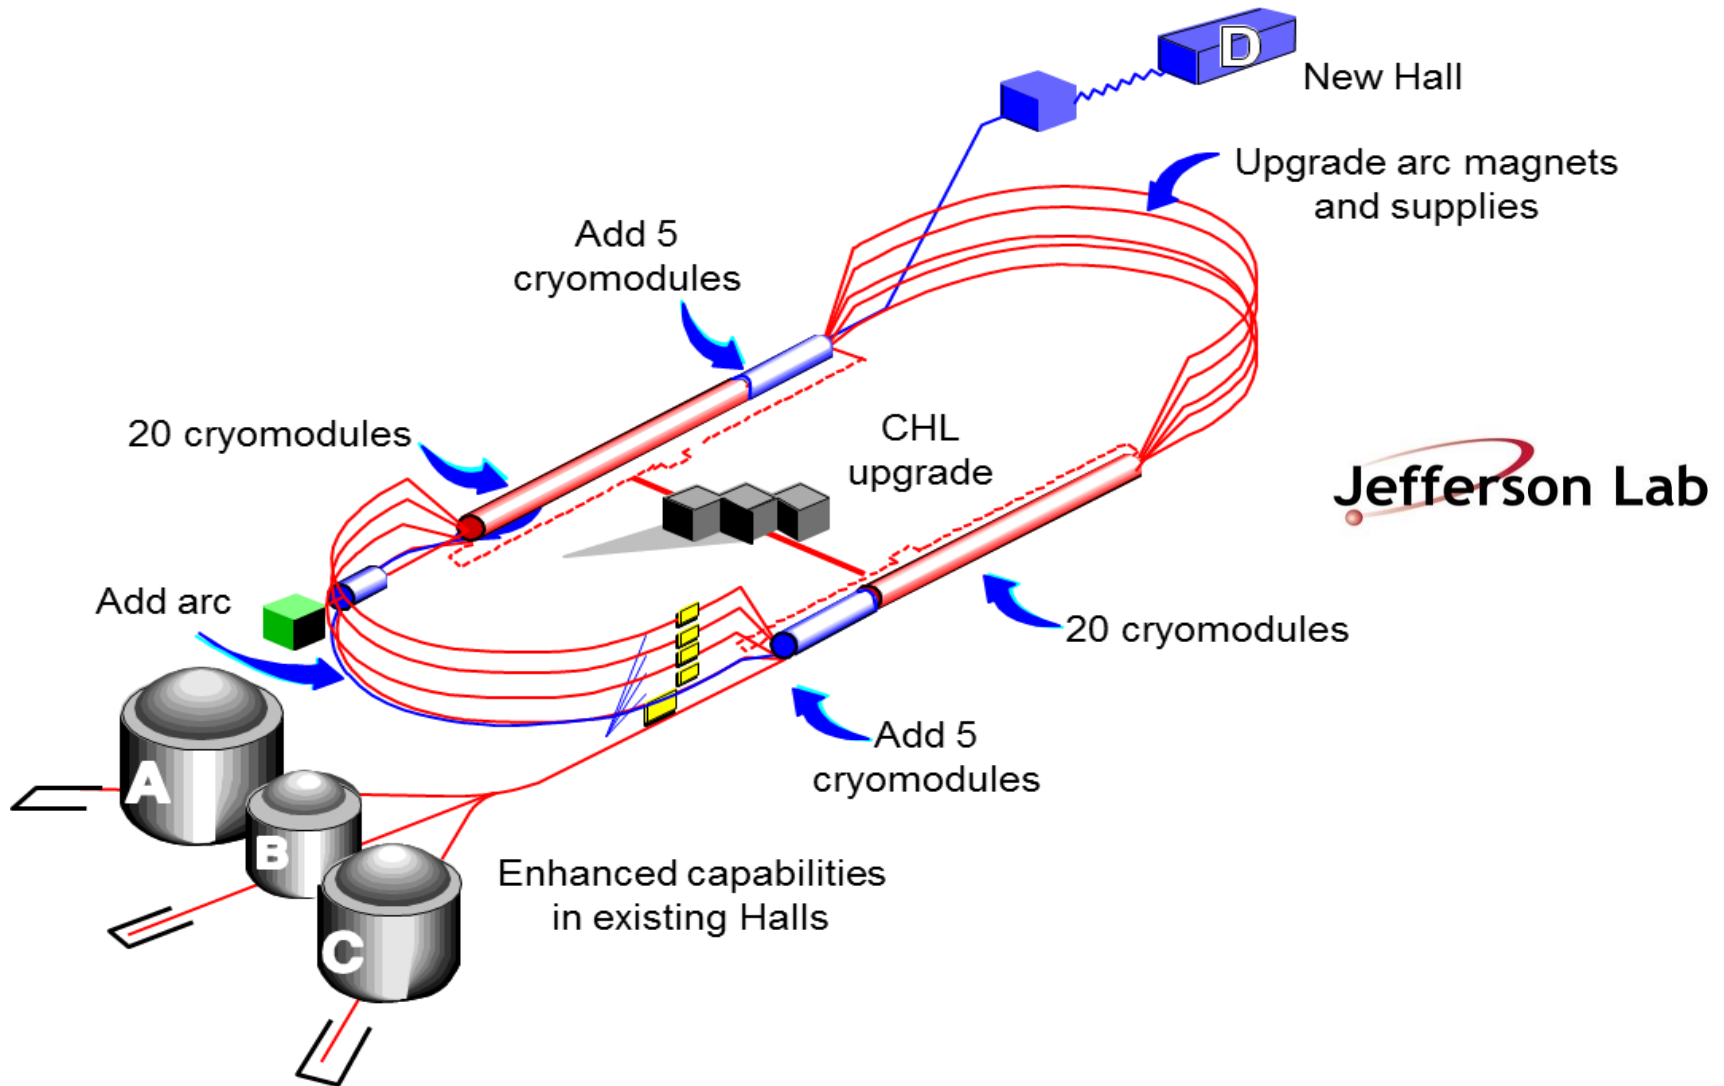 D
New Hall
Upgrade arc magnets
and supplies
Add 5
cryomodules
20 cryomodules
CHL
upgrade
Jefferson Lab
Add arc
20 cryomodules
Add 5
cryomodules
A
B
C
Enhanced capabilities
in existing Halls